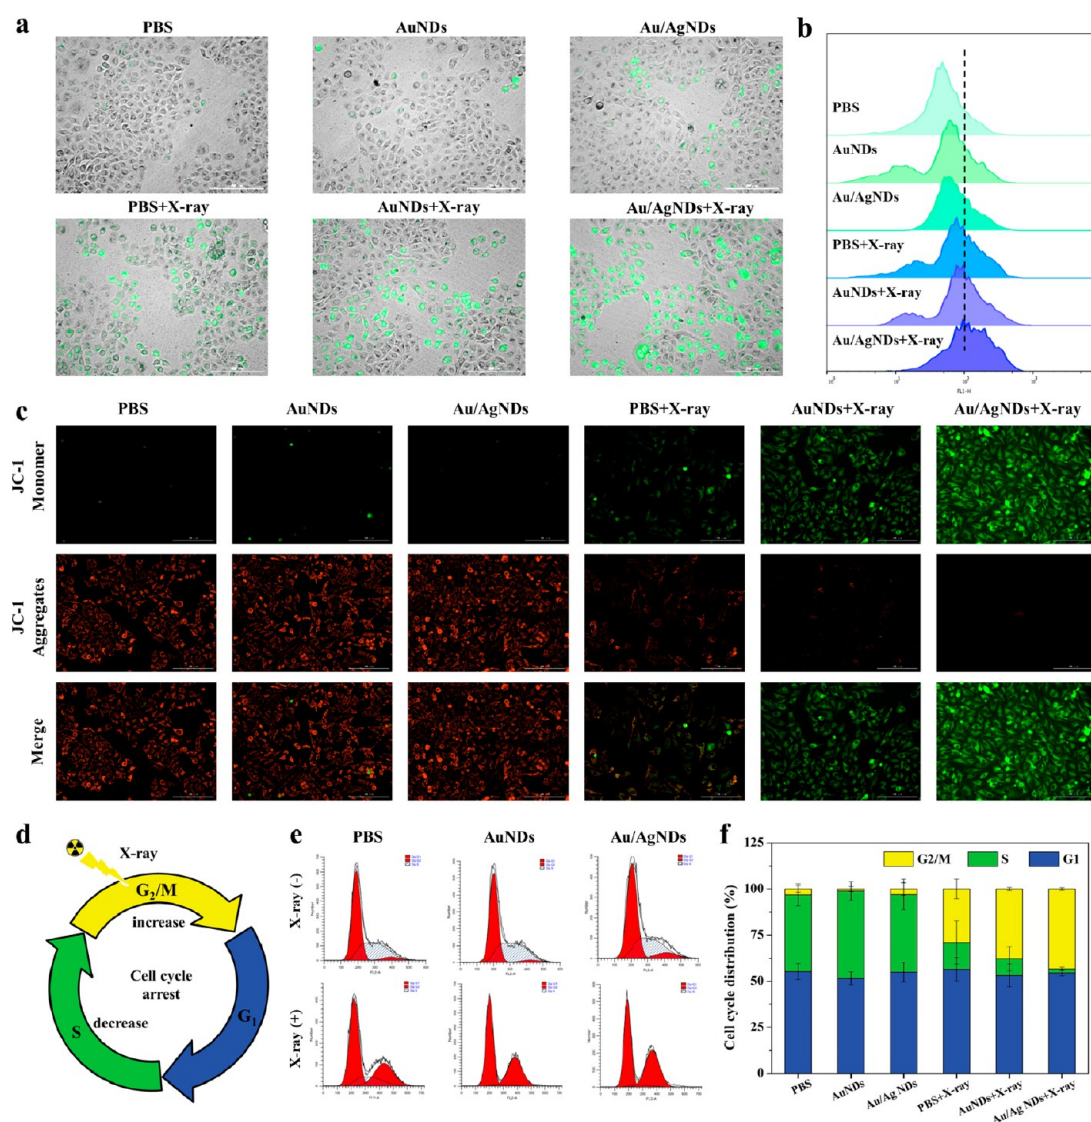 a
PBS
AuNDs
Au/AgNDs
PBS+X-ray
AuNDs+X-ray
Au/AgNDs+X-ray
b
PBS
AuNDs
Au/AgNDs
PBS+X-ray
AuNDs+X-ray
Au/AgNDs+X-ray
FL1-H
c
PBS
AuNDs
Au/AgNDs
PBS+X-ray
AuNDs+X-ray
Au/AgNDs+X-ray
JC-1
Monomer
JC-1
Aggregates
Merge
d
X-ray
G2/M
increase
Cell cycle
arrest
S
decrease
G1
e
PBS
AuNDs
Au/AgNDs
X-ray (-)
X-ray (+)
Number
FL2-A
f
G2/M
S
G1
Cell cycle distribution (%)
125
100
75
50
25
0
PBS
AuNDs
Au/Ag NDs
PBS+X-ray
AuNDs+X-ray
Au/Ag NDs+X-ray